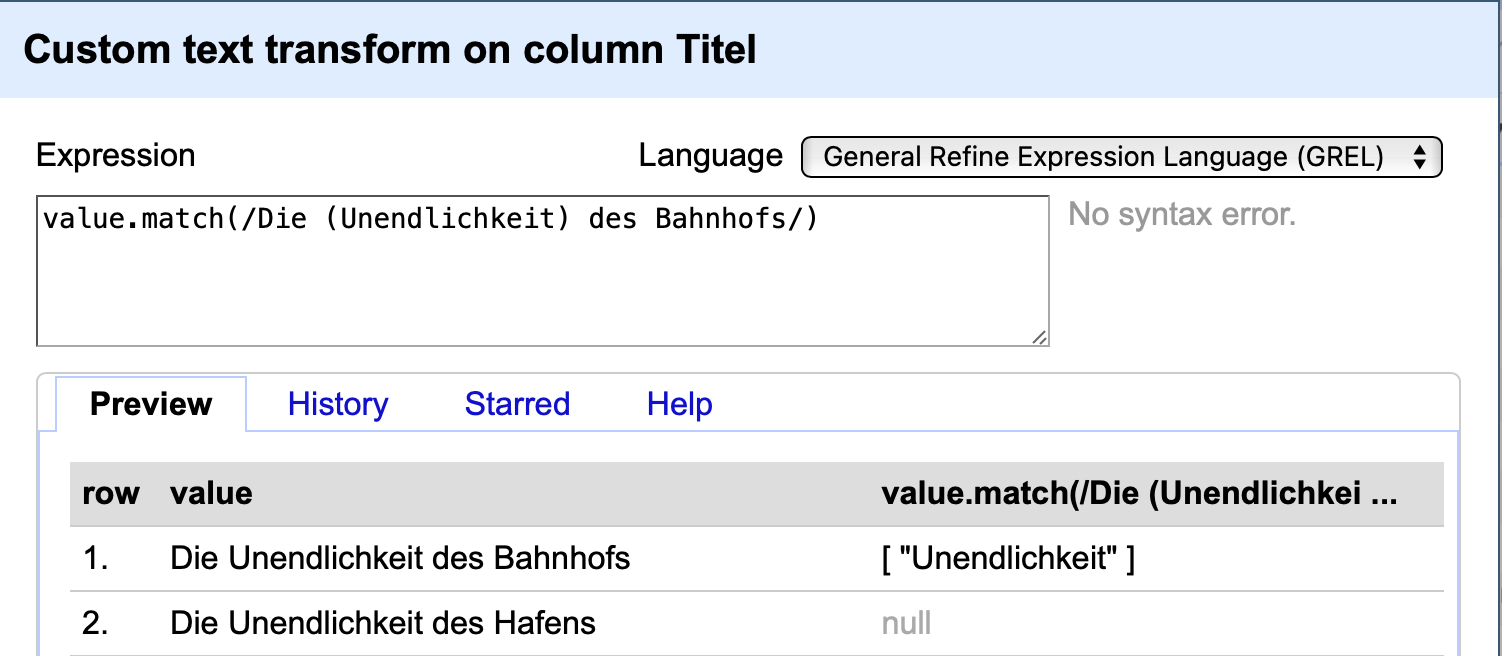 Custom text transform on column Titel
Expression Language General Refine Expression Language (GREL)
value.match(/Die (Unendlichkeit) des Bahnhofs/) No syntax error.
Preview History Starred Help
row value value.match(/Die (Unendlichkei ...
1. Die Unendlichkeit des Bahnhofs [ "Unendlichkeit" ]
2. Die Unendlichkeit des Hafens null